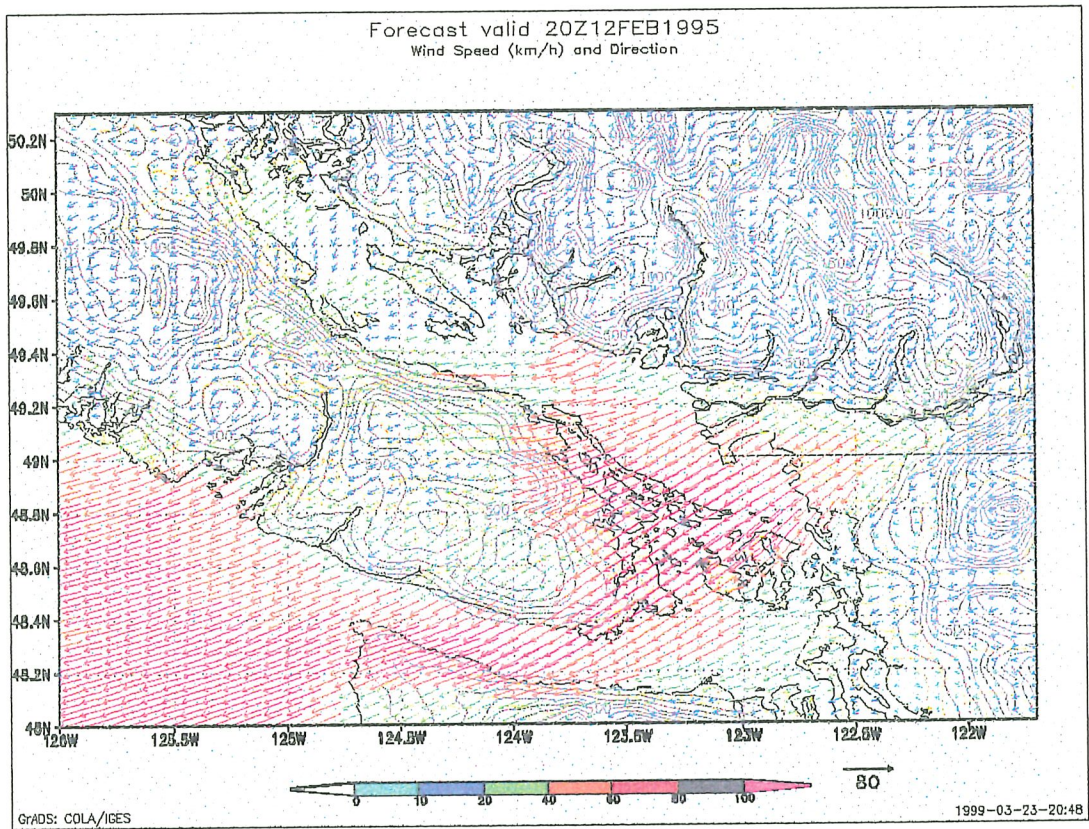 Forecast valid 20Z12FEB1995
Wind Speed (km/h) and Direction
50.2N
50N
49.8N
49.6N
49.4N
49.2N
49N
48.8N
48.6N
48.4N
48.2N
48N
126W 125.5W 125W 124.5W 124W 123.5W 123W 122.5W 122W
80
0 10 20 40 60 80 100
GrADS: COLA/IGES
1999-03-23-20:48